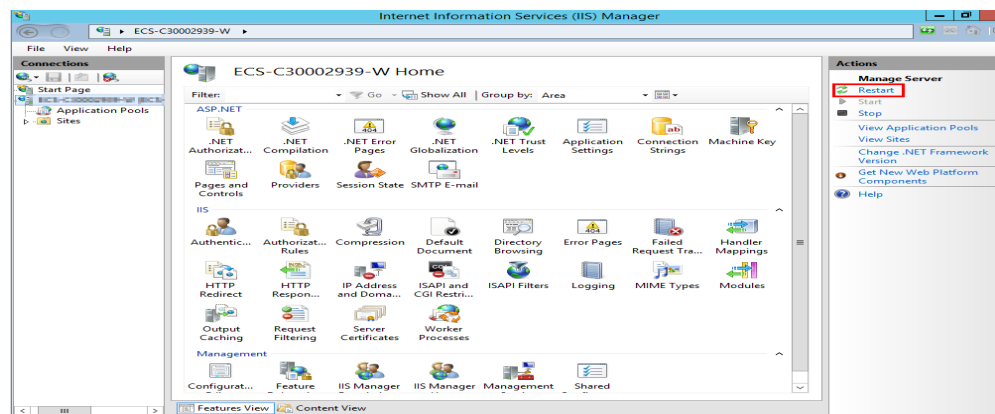 Internet Information Services (IIS) Manager
ECS-C30002939-W
File View Help
Connections
Start Page
Application Pools
Sites
ECS-C30002939-W Home
Filter: Go Show All Group by: Area
ASP.NET
.NET Authorizat...
.NET Compilation
.NET Error Pages
.NET Globalization
.NET Trust Levels
Application Settings
Connection Strings
Machine Key
Pages and Controls
Providers
Session State
SMTP E-mail
IIS
Authentic...
Authorizat... Rules
Compression
Default Document
Directory Browsing
Error Pages
Failed Request Tra...
Handler Mappings
HTTP Redirect
HTTP Respon...
IP Address and Doma...
ISAPI and CGI Restri...
ISAPI Filters
Logging
MIME Types
Modules
Output Caching
Request Filtering
Server Certificates
Worker Processes
Management
Configurat...
Feature
IIS Manager
IIS Manager
Management
Shared
Features View Content View
Actions
Manage Server
Restart
Start
Stop
View Application Pools
View Sites
Change .NET Framework
Version
Get New Web Platform
Components
Help